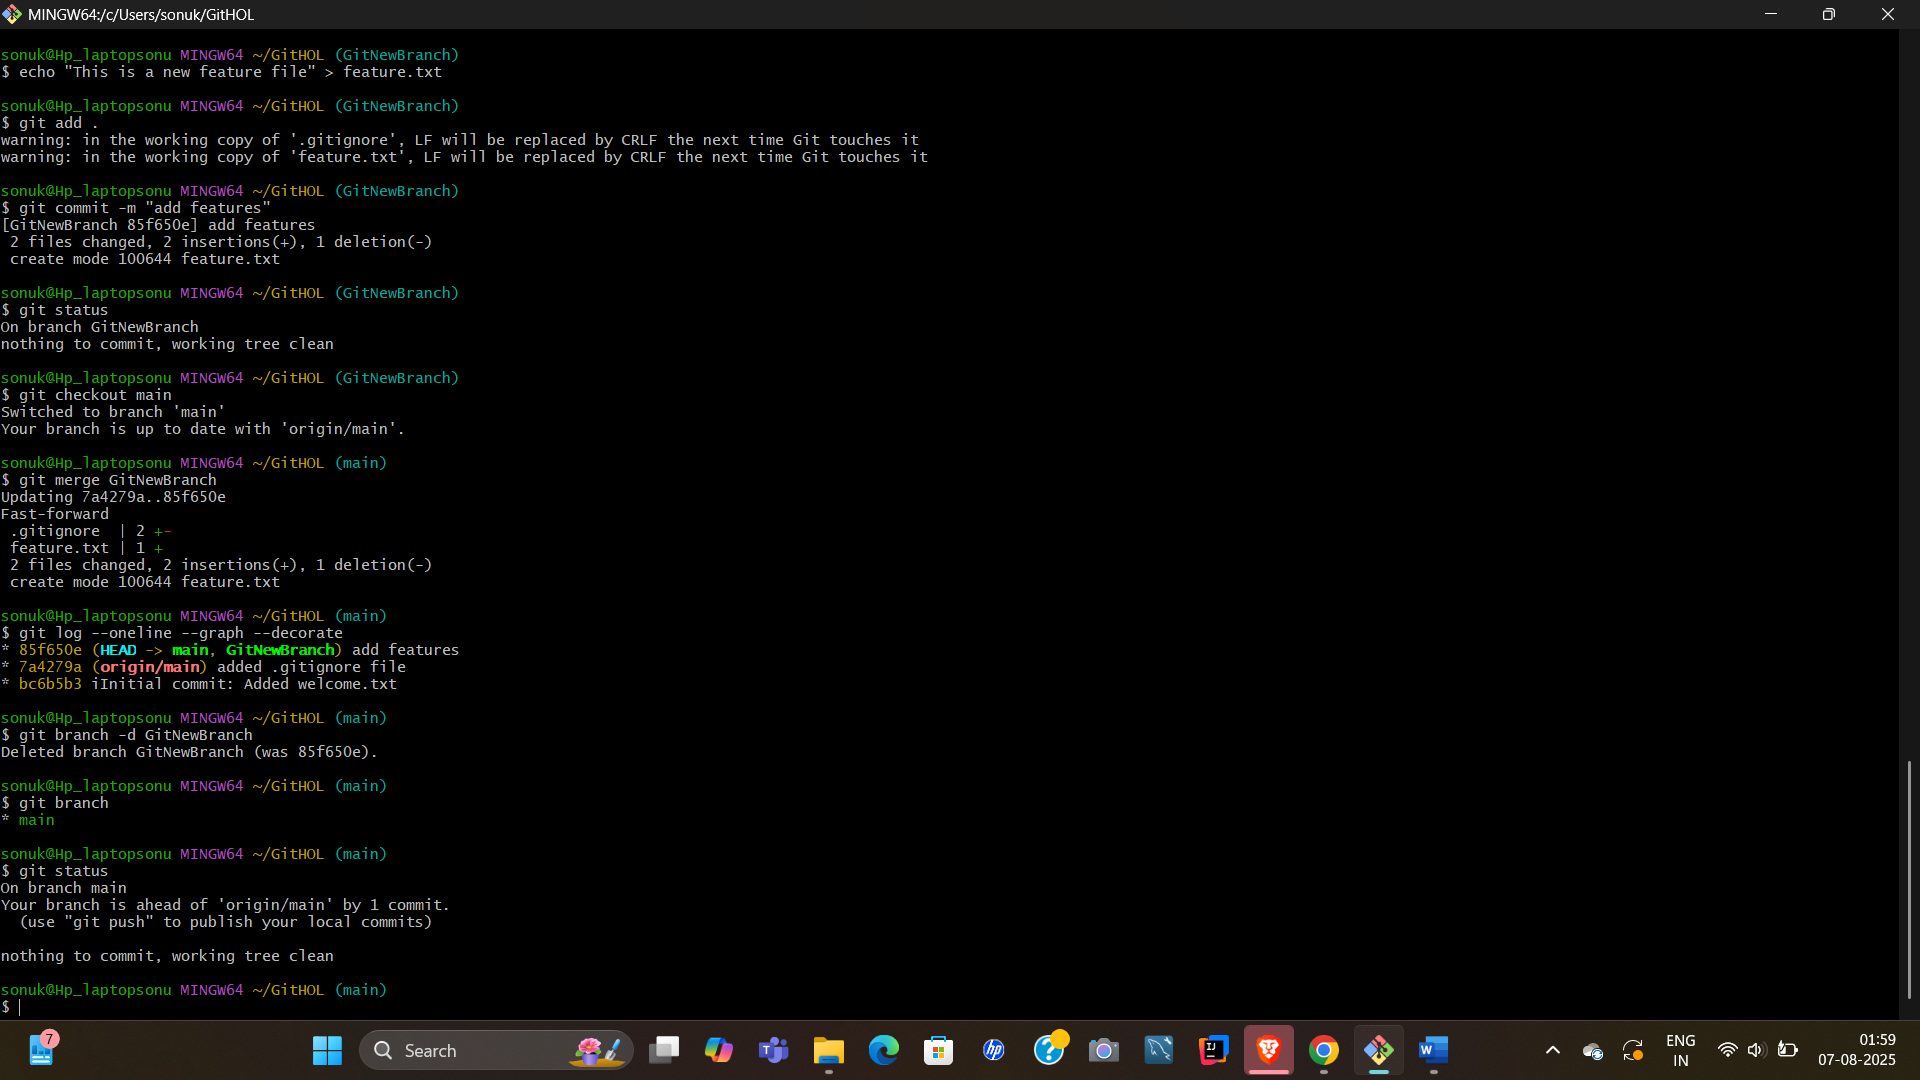 MINGW64:/c/Users/sonuk/GitHOL
sonuk@Hp_laptopsonu MINGW64 ~/GitHOL (GitNewBranch)
$ echo "This is a new feature file" > feature.txt
sonuk@Hp_laptopsonu MINGW64 ~/GitHOL (GitNewBranch)
$ git add .
warning: in the working copy of '.gitignore', LF will be replaced by CRLF the next time Git touches it
warning: in the working copy of 'feature.txt', LF will be replaced by CRLF the next time Git touches it
sonuk@Hp_laptopsonu MINGW64 ~/GitHOL (GitNewBranch)
$ git commit -m "add features"
[GitNewBranch 85f650e] add features
 2 files changed, 2 insertions(+), 1 deletion(-)
 create mode 100644 feature.txt
sonuk@Hp_laptopsonu MINGW64 ~/GitHOL (GitNewBranch)
$ git status
On branch GitNewBranch
nothing to commit, working tree clean
sonuk@Hp_laptopsonu MINGW64 ~/GitHOL (GitNewBranch)
$ git checkout main
Switched to branch 'main'
Your branch is up to date with 'origin/main'.
sonuk@Hp_laptopsonu MINGW64 ~/GitHOL (main)
$ git merge GitNewBranch
Updating 7a4279a..85f650e
Fast-forward
 .gitignore  | 2 +-
 feature.txt | 1 +
 2 files changed, 2 insertions(+), 1 deletion(-)
 create mode 100644 feature.txt
sonuk@Hp_laptopsonu MINGW64 ~/GitHOL (main)
$ git log --oneline --graph --decorate
* 85f650e (HEAD -> main, GitNewBranch) add features
* 7a4279a (origin/main) added .gitignore file
* bc6b5b3 iInitial commit: Added welcome.txt
sonuk@Hp_laptopsonu MINGW64 ~/GitHOL (main)
$ git branch -d GitNewBranch
Deleted branch GitNewBranch (was 85f650e).
sonuk@Hp_laptopsonu MINGW64 ~/GitHOL (main)
$ git branch
* main
sonuk@Hp_laptopsonu MINGW64 ~/GitHOL (main)
$ git status
On branch main
Your branch is ahead of 'origin/main' by 1 commit.
  (use "git push" to publish your local commits)
nothing to commit, working tree clean
sonuk@Hp_laptopsonu MINGW64 ~/GitHOL (main)
$
7
Search
ENG
IN
01:59
07-08-2025